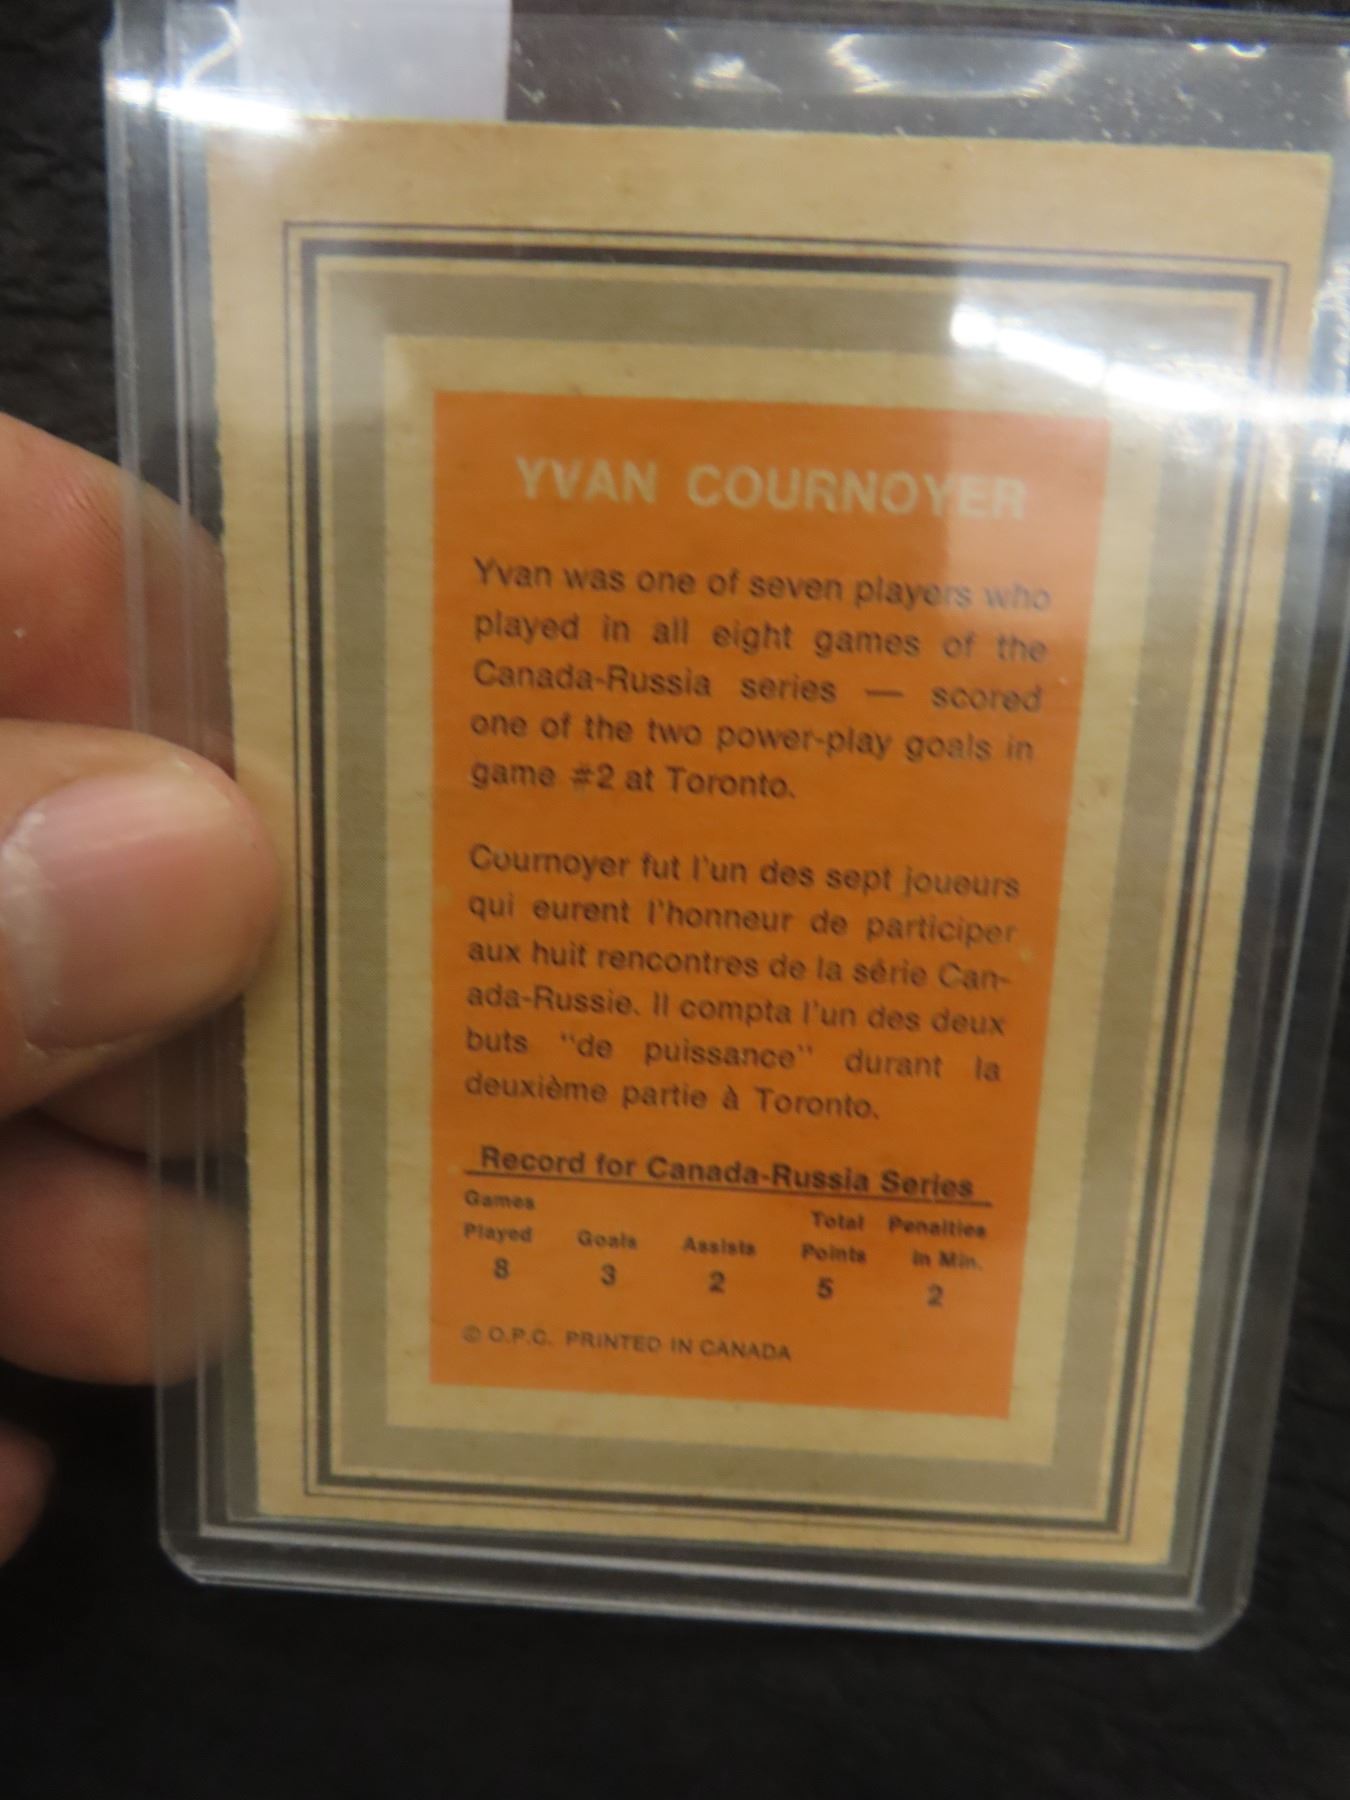 YVAN COURNOYER
Yvan was one of seven players who
played in all eight games of the
Canada-Russia series — scored
one of the two power-play goals in
game #2 at Toronto.
Cournoyer fut l'un des sept joueurs
qui eurent l'honneur de participer
aux huit rencontres de la série Can-
ada-Russie. Il compta l'un des deux
buts "de puissance" durant la
deuxième partie à Toronto.
Record for Canada-Russia Series
Games Total Penalties
Played Goals Assists Points in Min.
8 3 2 5 2
© O.P.C. PRINTED IN CANADA